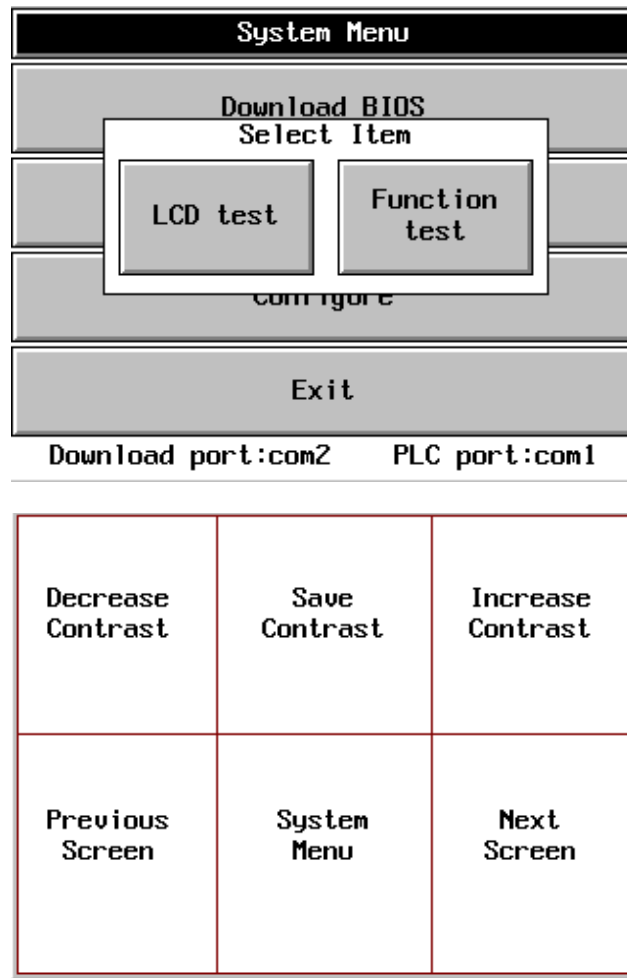 System Menu
Download BIOS
Select Item
LCD test
Function
test
Configure
Exit
Download port:com2 PLC port:com1
Decrease
Contrast
Save
Contrast
Increase
Contrast
Previous
Screen
System
Menu
Next
Screen